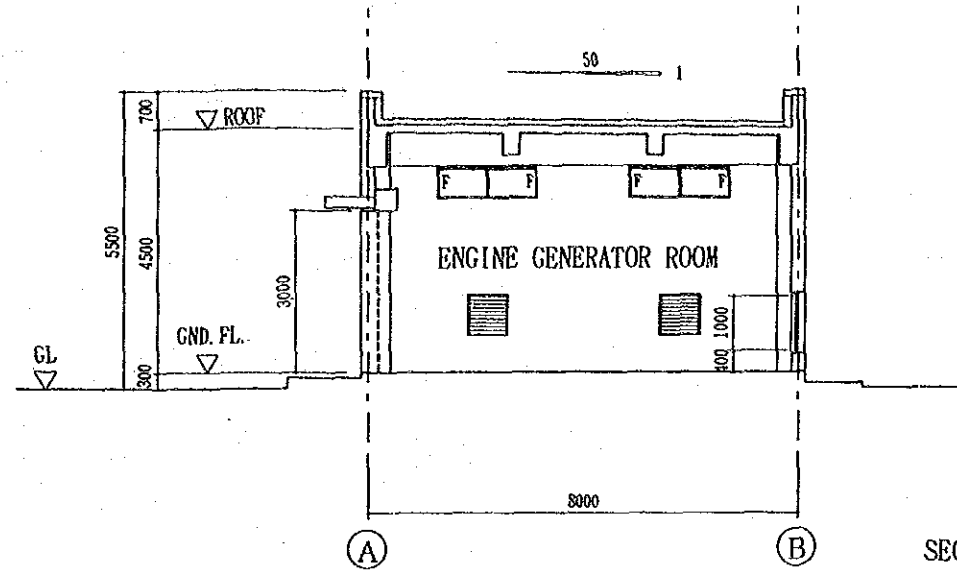 50
1
700
ROOF
F F F F
5500
4500
ENGINE GENERATOR ROOM
3000
1000
GND. FL.
GL
400
300
8000
A B
SEC